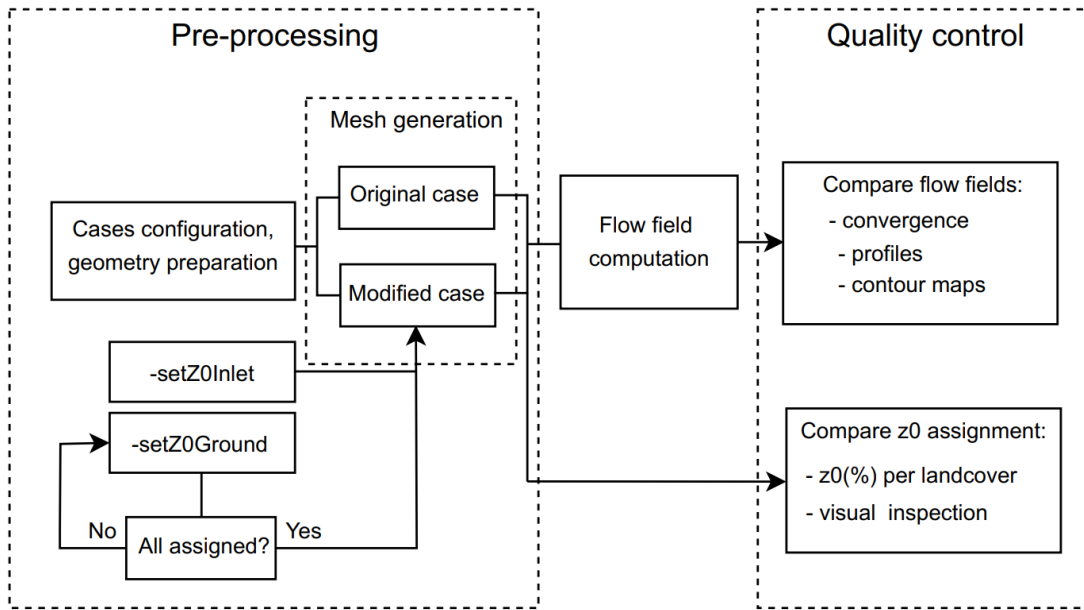 Pre-processing
Mesh generation
Original case
Modified case
Cases configuration,
geometry preparation
-setZ0Inlet
-setZ0Ground
No
All assigned?
Yes
Flow field
computation
Quality control
Compare flow fields:
- convergence
- profiles
- contour maps
Compare z0 assignment:
- z0(%) per landcover
- visual inspection